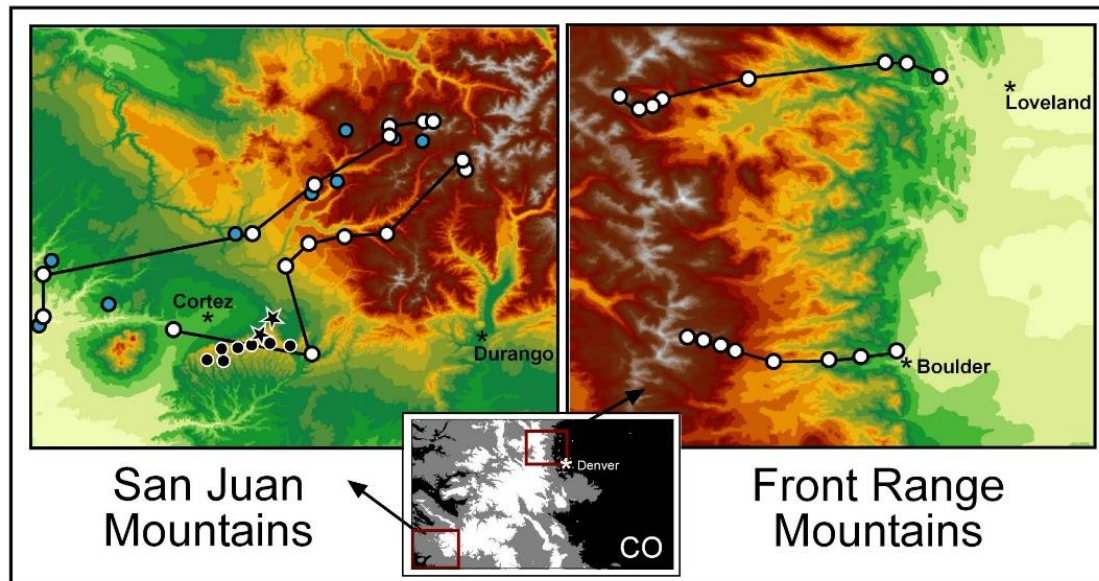 Cortez
*
*
Durango
*
Loveland
* Boulder
San Juan
Mountains
* Denver
CO
Front Range
Mountains